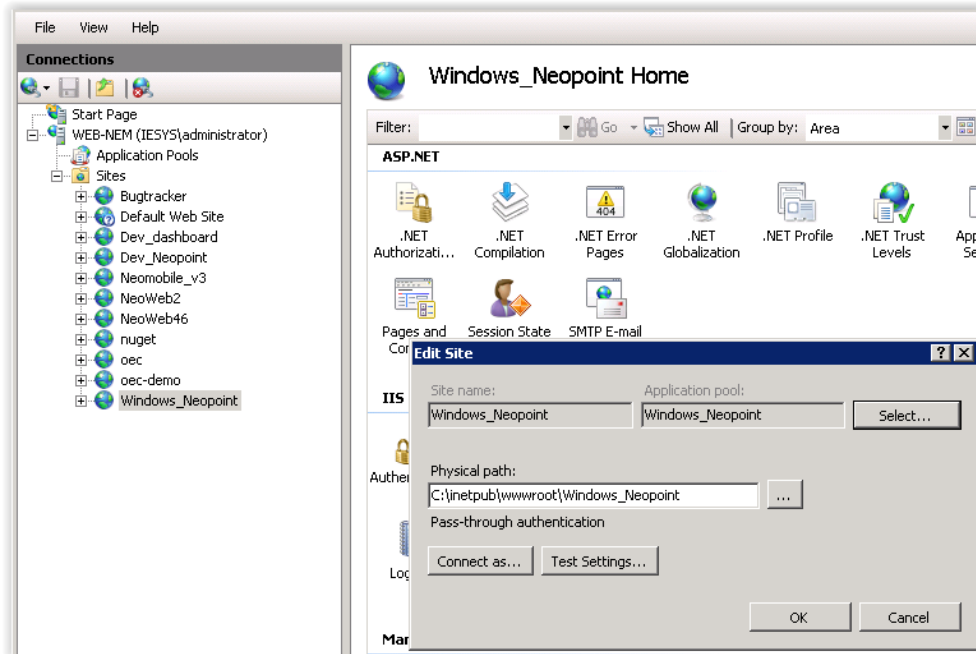 File View Help
Connections
Start Page
WEB-NEM (IESYS\administrator)
Application Pools
Sites
Bugtracker
Default Web Site
Dev_dashboard
Dev_Neopoint
Neomobile_v3
NeoWeb2
NeoWeb46
nuget
oec
oec-demo
Windows_Neopoint
Windows_Neopoint Home
Filter: Go Show All Group by: Area
ASP.NET
404
.NET Authorizati...
.NET Compilation
.NET Error Pages
.NET Globalization
.NET Profile
.NET Trust Levels
Pages and
Session State
SMTP E-mail
IIS
Edit Site
Site name: Application pool:
Windows_Neopoint Windows_Neopoint Select...
Physical path:
C:\inetpub\wwwroot\Windows_Neopoint ...
Pass-through authentication
Connect as... Test Settings...
OK Cancel